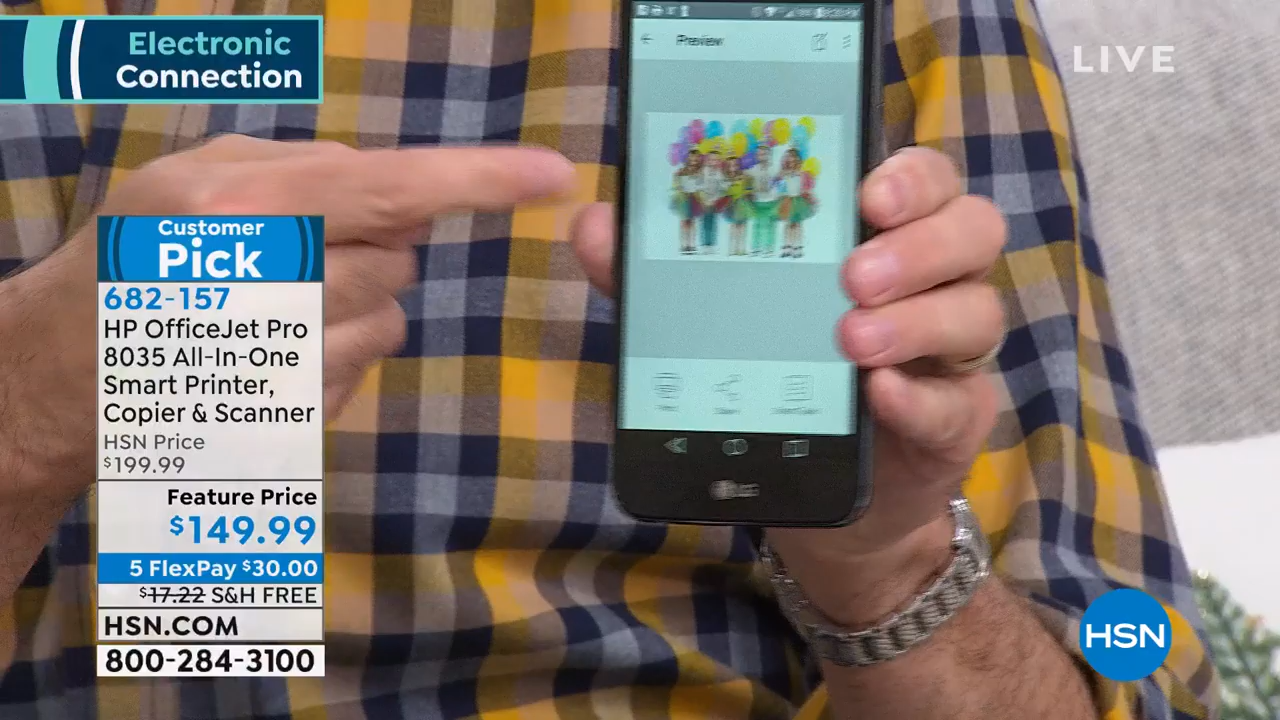 Electronic
Connection
LIVE
Preview
Customer
Pick
682-157
HP OfficeJet Pro
8035 All-In-One
Smart Printer,
Copier & Scanner
HSN Price
$199.99
Feature Price
$149.99
5 FlexPay $30.00
$17.22 S&H FREE
HSN.COM
800-284-3100
LG
HSN